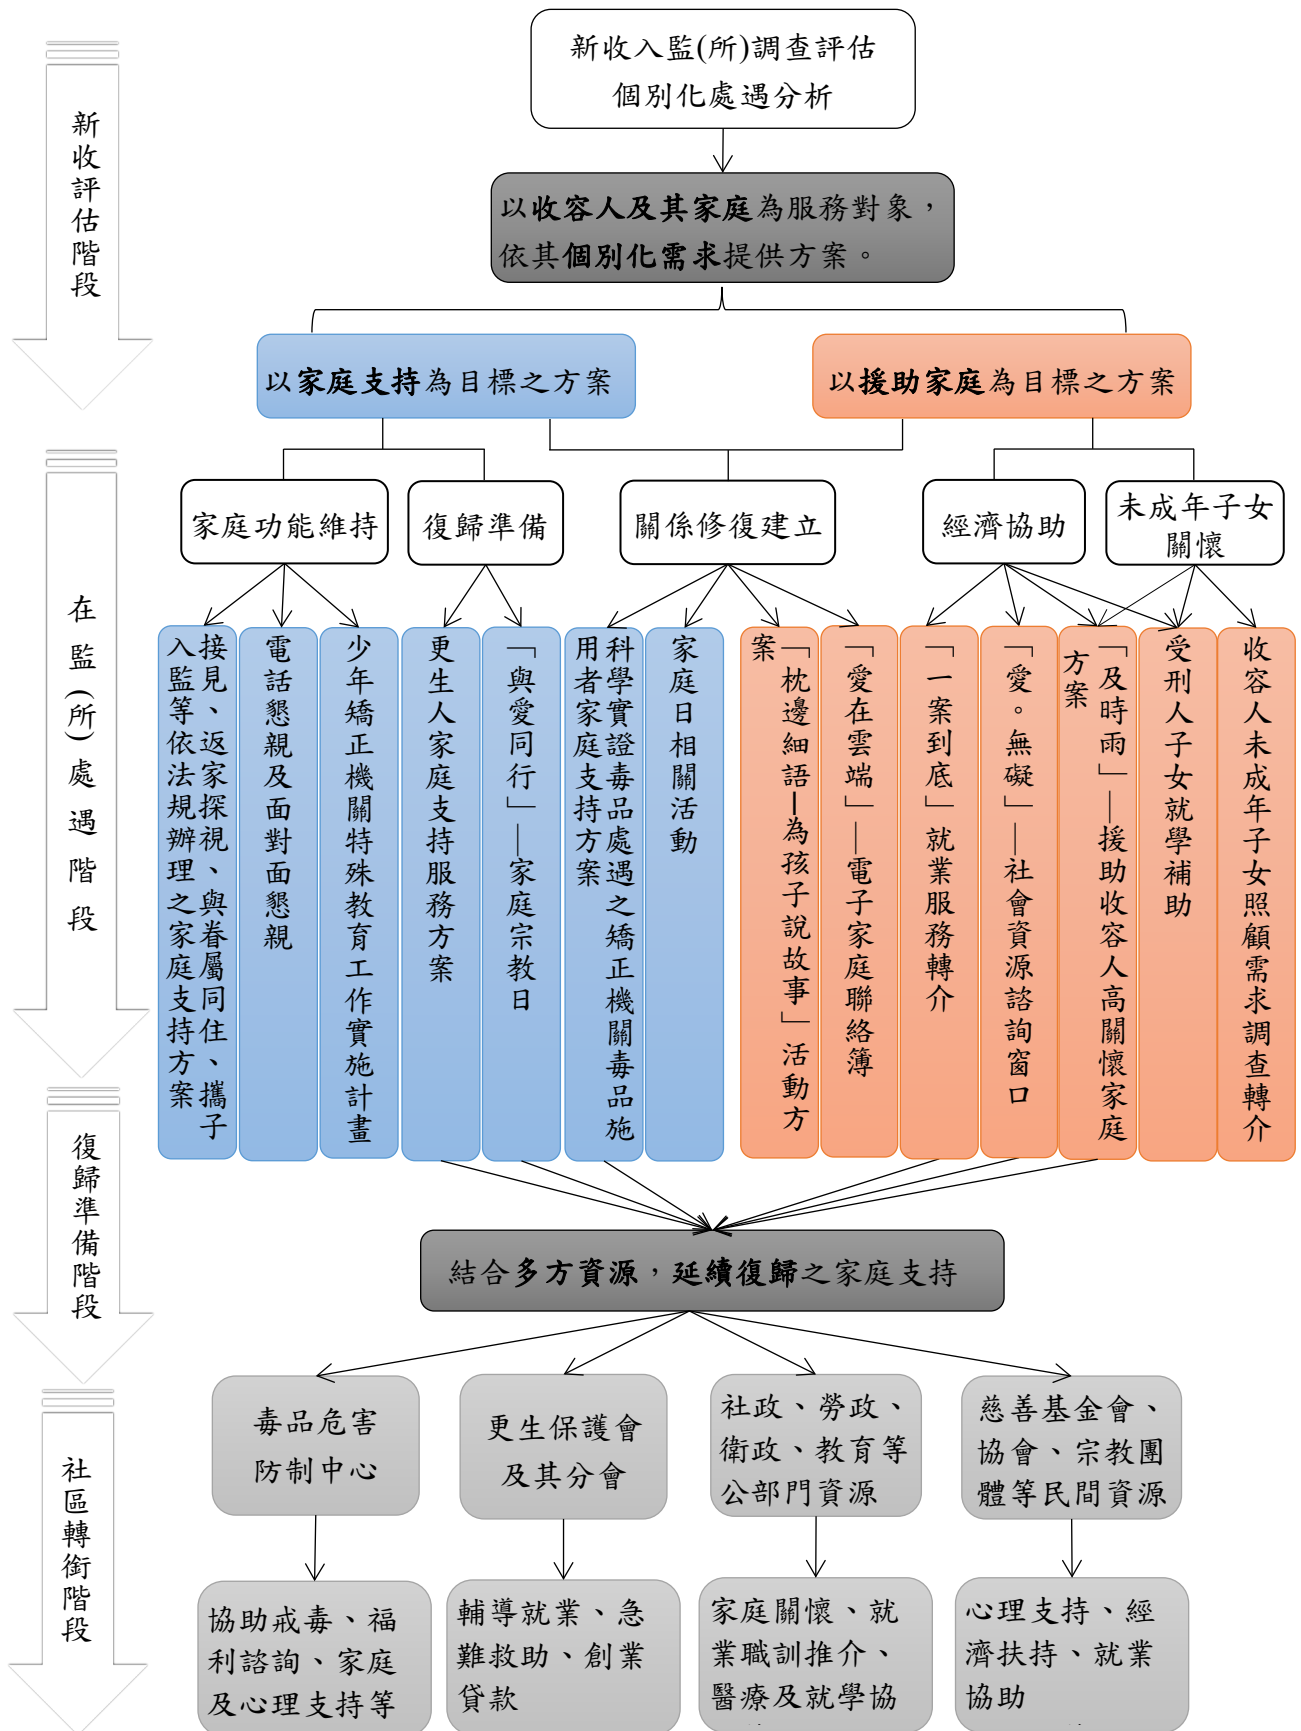 新收評估階段
在監(所)處遇階段
復歸準備階段
社區轉銜階段
新收入監(所)調查評估
個別化處遇分析
以收容人及其家庭為服務對象，
依其個別化需求提供方案。
以家庭支持為目標之方案
以援助家庭為目標之方案
家庭功能維持
復歸準備
關係修復建立
經濟協助
未成年子女
關懷
接見、返家探視、與眷屬同住、攜子
入監等依法規辦理之家庭支持方案
電話懇親及面對面懇親
少年矯正機關特殊教育工作實施計畫
更生人家庭支持服務方案
「與愛同行」—家庭宗教日
科學實證毒品處遇之矯正機關毒品施
用者家庭支持方案
家庭日相關活動
「枕邊細語—為孩子說故事」活動方
案
「愛在雲端」—電子家庭聯絡簿
「一案到底」就業服務轉介
「愛。無礙」—社會資源諮詢窗口
「及時雨」—援助收容人高關懷家庭
方案
受刑人子女就學補助
收容人未成年子女照顧需求調查轉介
結合多方資源，延續復歸之家庭支持
毒品危害
防制中心
更生保護會
及其分會
社政、勞政、
衛政、教育等
公部門資源
慈善基金會、
協會、宗教團
體等民間資源
協助戒毒、福
利諮詢、家庭
及心理支持等
輔導就業、急
難救助、創業
貸款
家庭關懷、就
業職訓推介、
醫療及就學協
心理支持、經
濟扶持、就業
協助